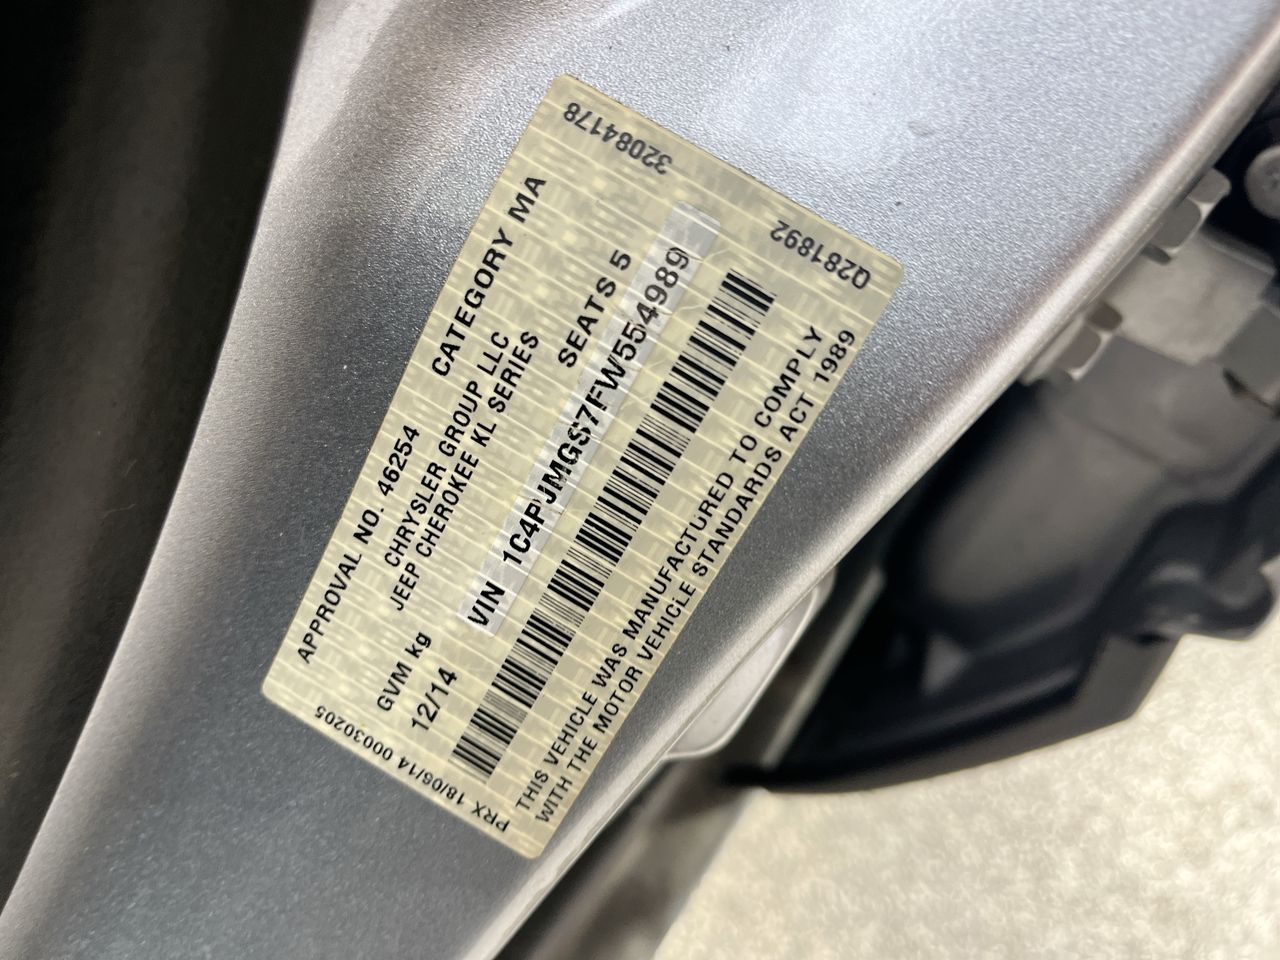 APPROVAL NO. 46254 CATEGORY MA
CHRYSLER GROUP LLC
JEEP CHEROKEE KL SERIES
GVM kg SEATS 5
12/14
VIN 1C4PJMGS7FW554989
THIS VEHICLE WAS MANUFACTURED TO COMPLY
WITH THE MOTOR VEHICLE STANDARDS ACT 1989
PRX 18/06/14 00030205
32084178
Q281892